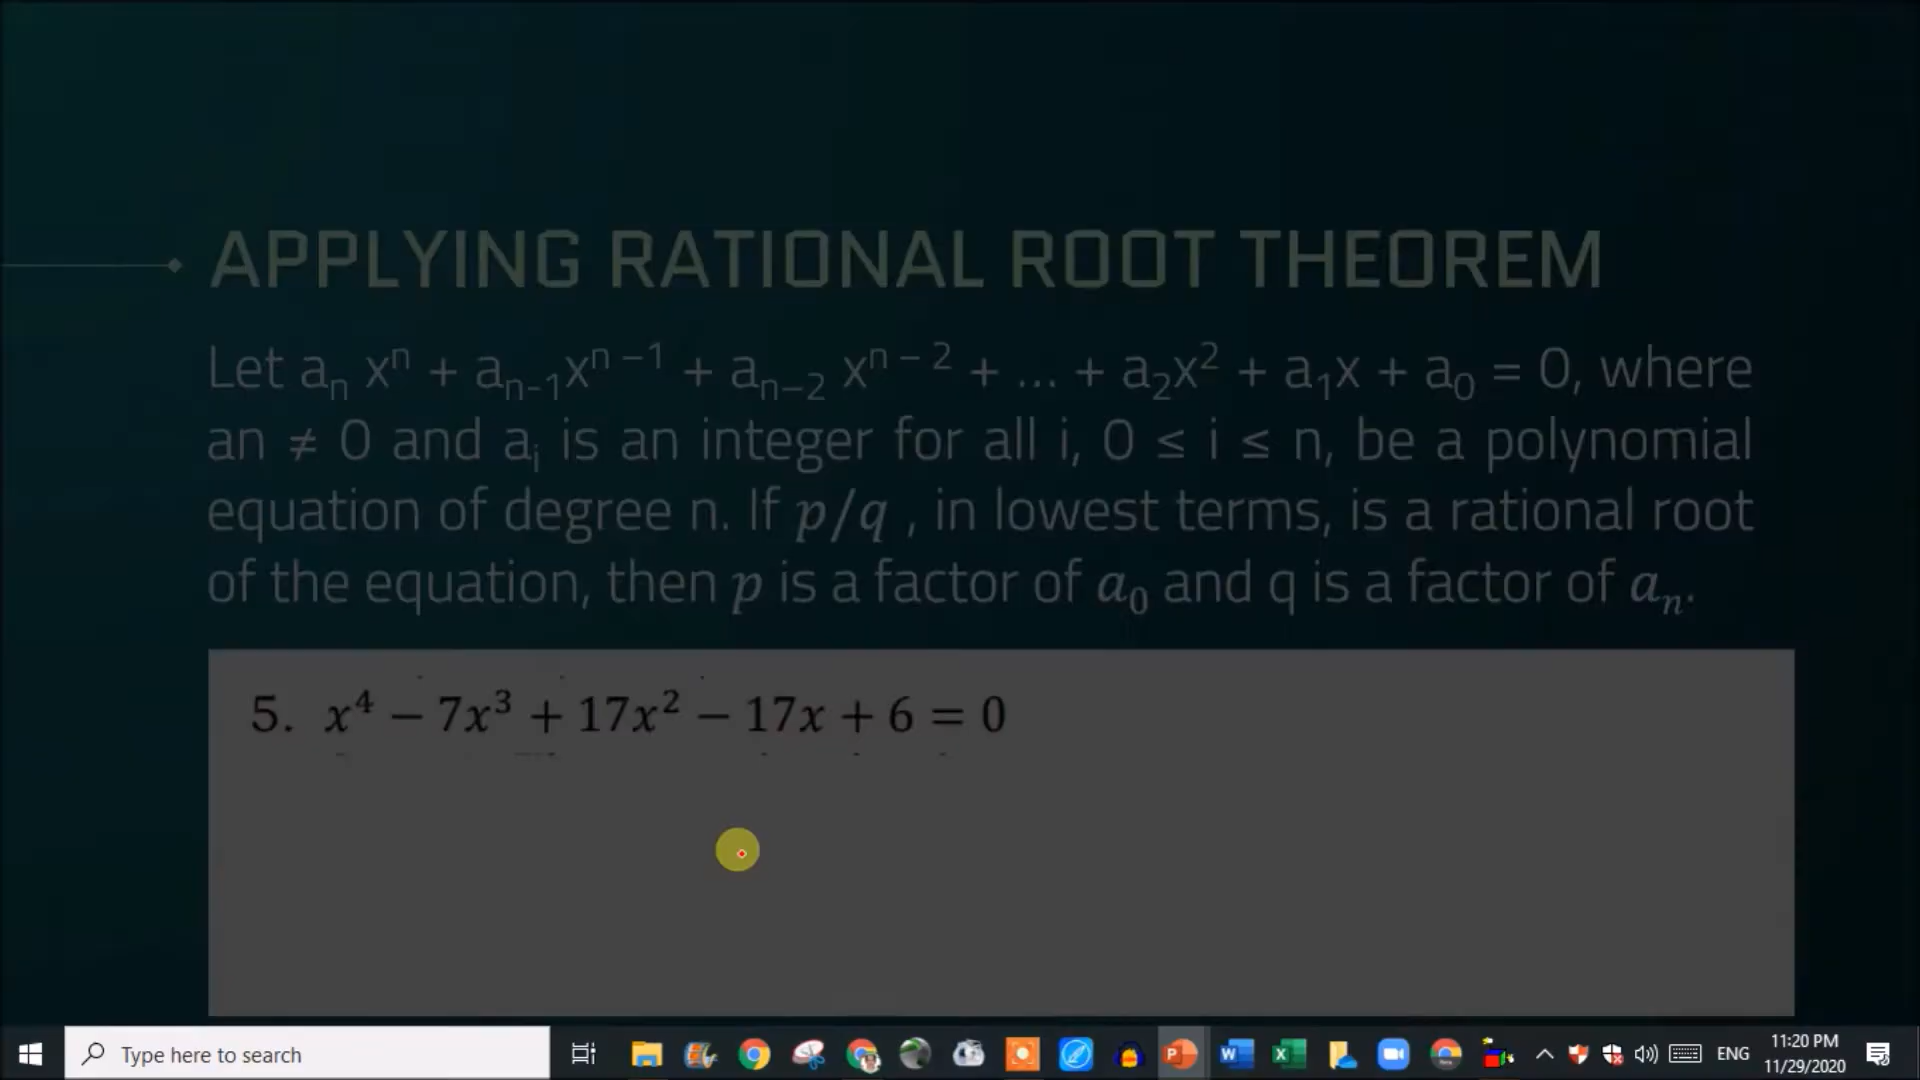 APPLYING RATIONAL ROOT THEOREM
Let aₙ xⁿ + aₙ₋₁xⁿ ⁻¹ + aₙ₋₂ xⁿ ⁻ ² + ... + a₂x² + a₁x + a₀ = 0, where
an ≠ 0 and aᵢ is an integer for all i, 0 ≤ i ≤ n, be a polynomial
equation of degree n. If p/q , in lowest terms, is a rational root
of the equation, then p is a factor of a₀ and q is a factor of aₙ.
5. x⁴ − 7x³ + 17x² − 17x + 6 = 0
Type here to search
ENG
11:20 PM
11/29/2020